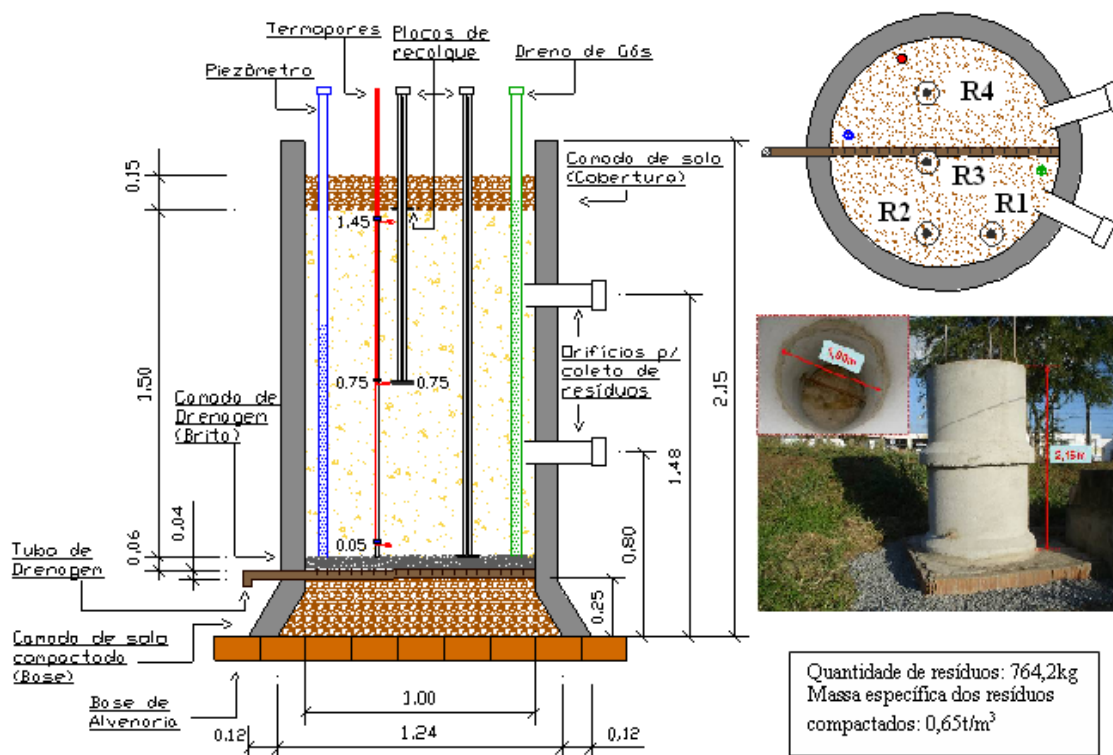 Termopores
Placas de
recalque
Dreno de Gás
Piezômetro
Camada de solo
(Cobertura)
0.15
1.45
1.50
0.75
0.75
Orifícios p/
coleta de
resíduos
Camada de
Drenagem
(Brita)
2.15
1.48
0.80
0.04
0.06
0.05
0.25
Tubo de
Drenagem
Camada de solo
compactado
(Base)
Base de
Alvenaria
1.00
0.12
1.24
0.12
R4
R3
R2
R1
1,00m
2,15m
Quantidade de resíduos: 764,2kg
Massa específica dos resíduos
compactados: 0,65t/m³